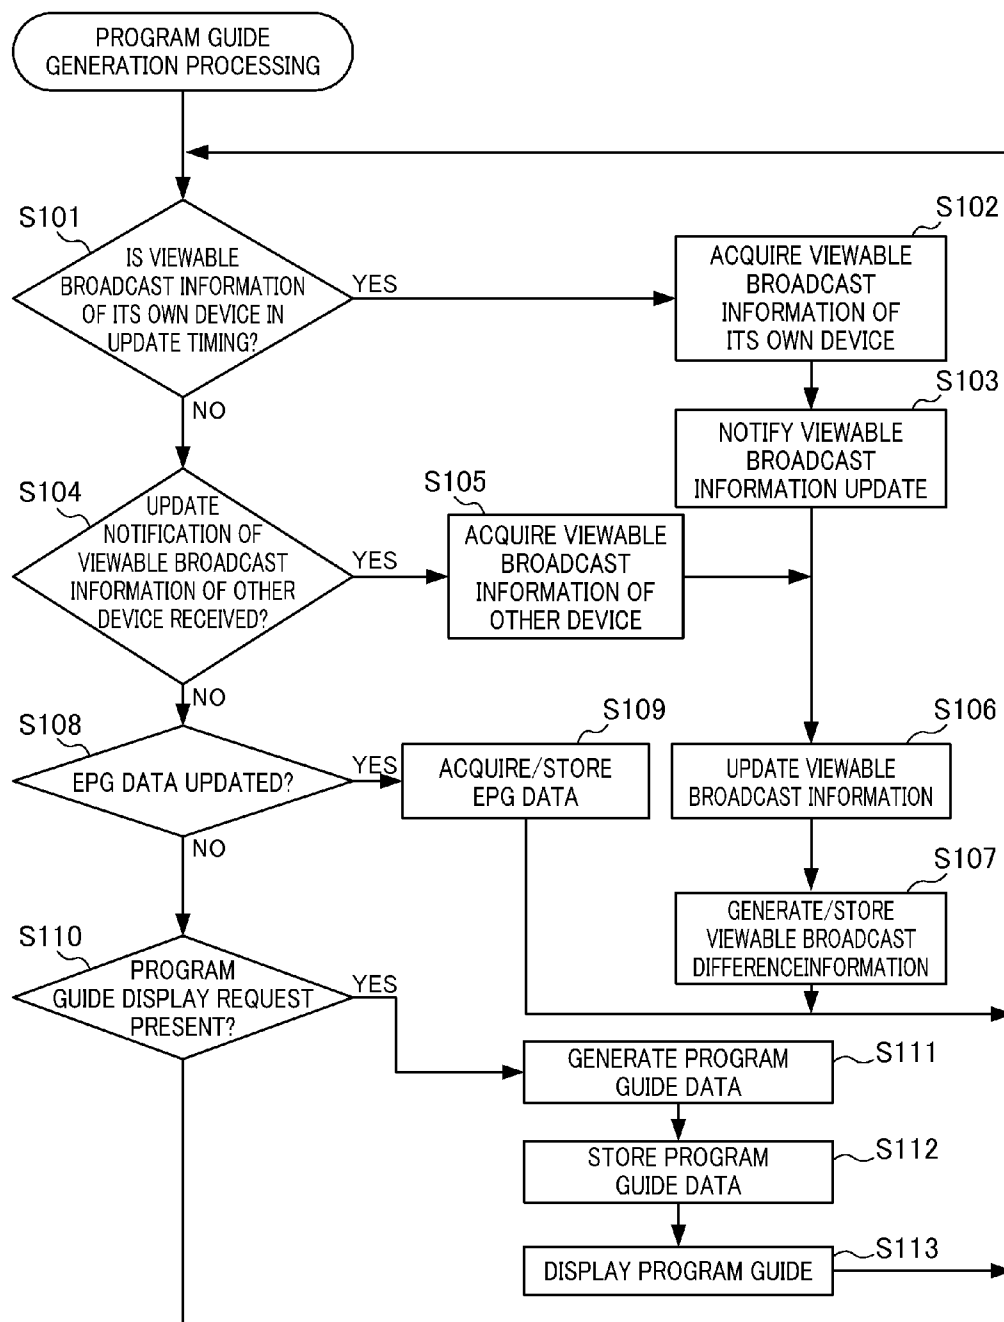 PROGRAM GUIDE
GENERATION PROCESSING
S101
IS VIEWABLE
BROADCAST INFORMATION
OF ITS OWN DEVICE IN
UPDATE TIMING?
YES
NO
S102
ACQUIRE VIEWABLE
BROADCAST
INFORMATION OF
ITS OWN DEVICE
S103
NOTIFY VIEWABLE
BROADCAST
INFORMATION UPDATE
S104
UPDATE
NOTIFICATION OF
VIEWABLE BROADCAST
INFORMATION OF OTHER
DEVICE RECEIVED?
YES
NO
S105
ACQUIRE VIEWABLE
BROADCAST
INFORMATION OF
OTHER DEVICE
S106
UPDATE VIEWABLE
BROADCAST INFORMATION
S107
GENERATE/STORE
VIEWABLE BROADCAST
DIFFERENCEINFORMATION
S108
EPG DATA UPDATED?
YES
NO
S109
ACQUIRE/STORE
EPG DATA
S110
PROGRAM
GUIDE DISPLAY REQUEST
PRESENT?
YES
GENERATE PROGRAM
GUIDE DATA
S111
STORE PROGRAM
GUIDE DATA
S112
DISPLAY PROGRAM GUIDE
S113